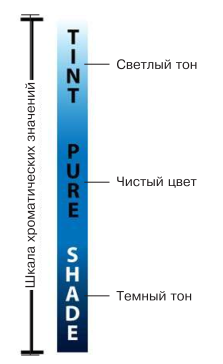 Шкала хроматических значений
TINT
Светлый тон
PURE
Чистый цвет
SHADE
Темный тон